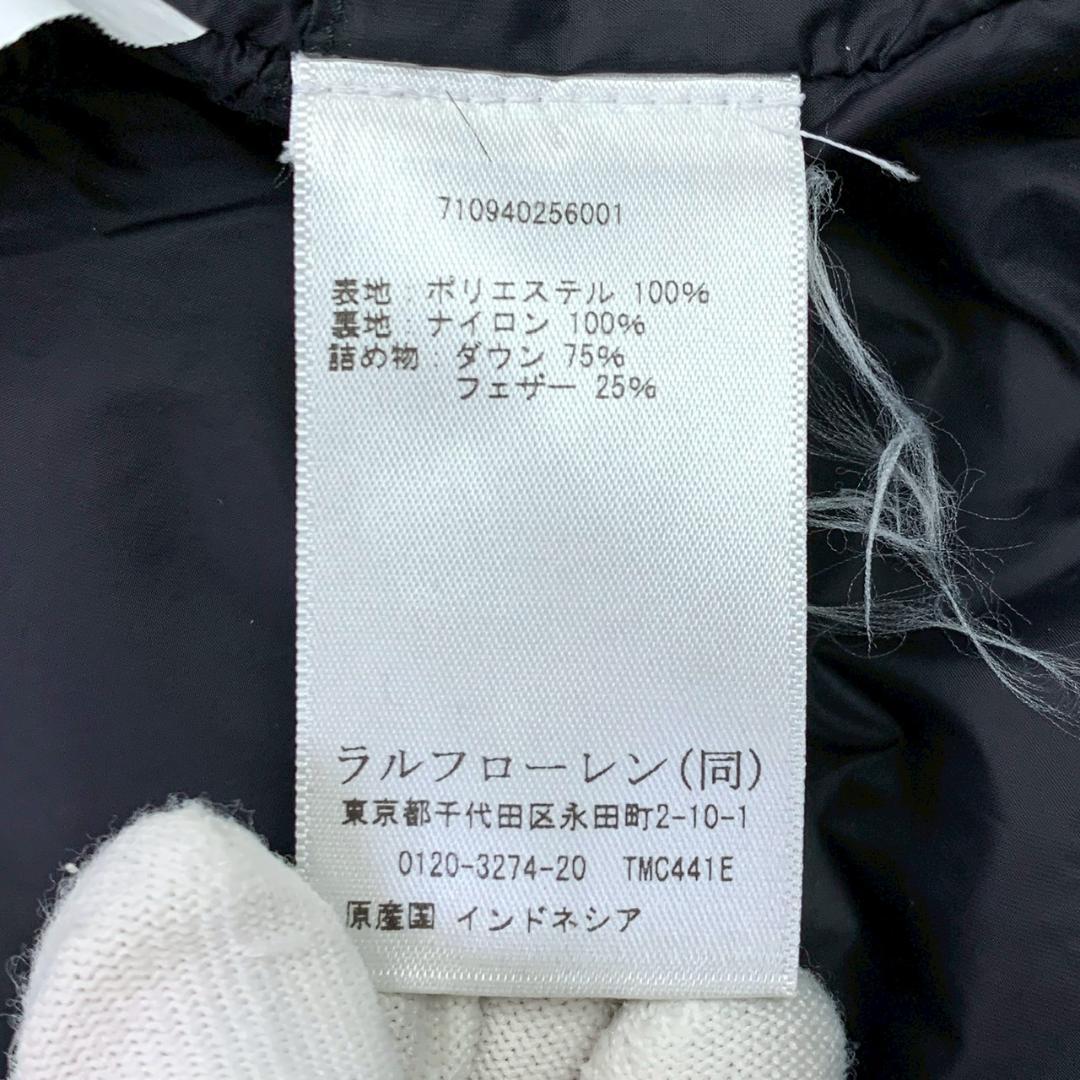 710940256001
表地：ポリエステル 100%
裏地：ナイロン 100%
詰め物：ダウン 75%
フェザー 25%
ラルフローレン(同)
東京都千代田区永田町2-10-1
0120-3274-20 TMC441E
原産国 インドネシア